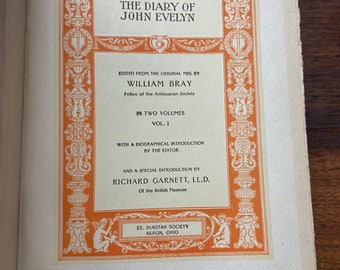 THE DIARY OF
JOHN EVELYN
EDITED FROM THE ORIGINAL MSS. BY
WILLIAM BRAY
Fellow of the Antiquarian Society
IN TWO VOLUMES
VOL. I
WITH A BIOGRAPHICAL INTRODUCTION
BY THE EDITOR
AND A SPECIAL INTRODUCTION BY
RICHARD GARNETT, LL.D.
Of the British Museum
ST. DUNSTAN SOCIETY
AKRON, OHIO